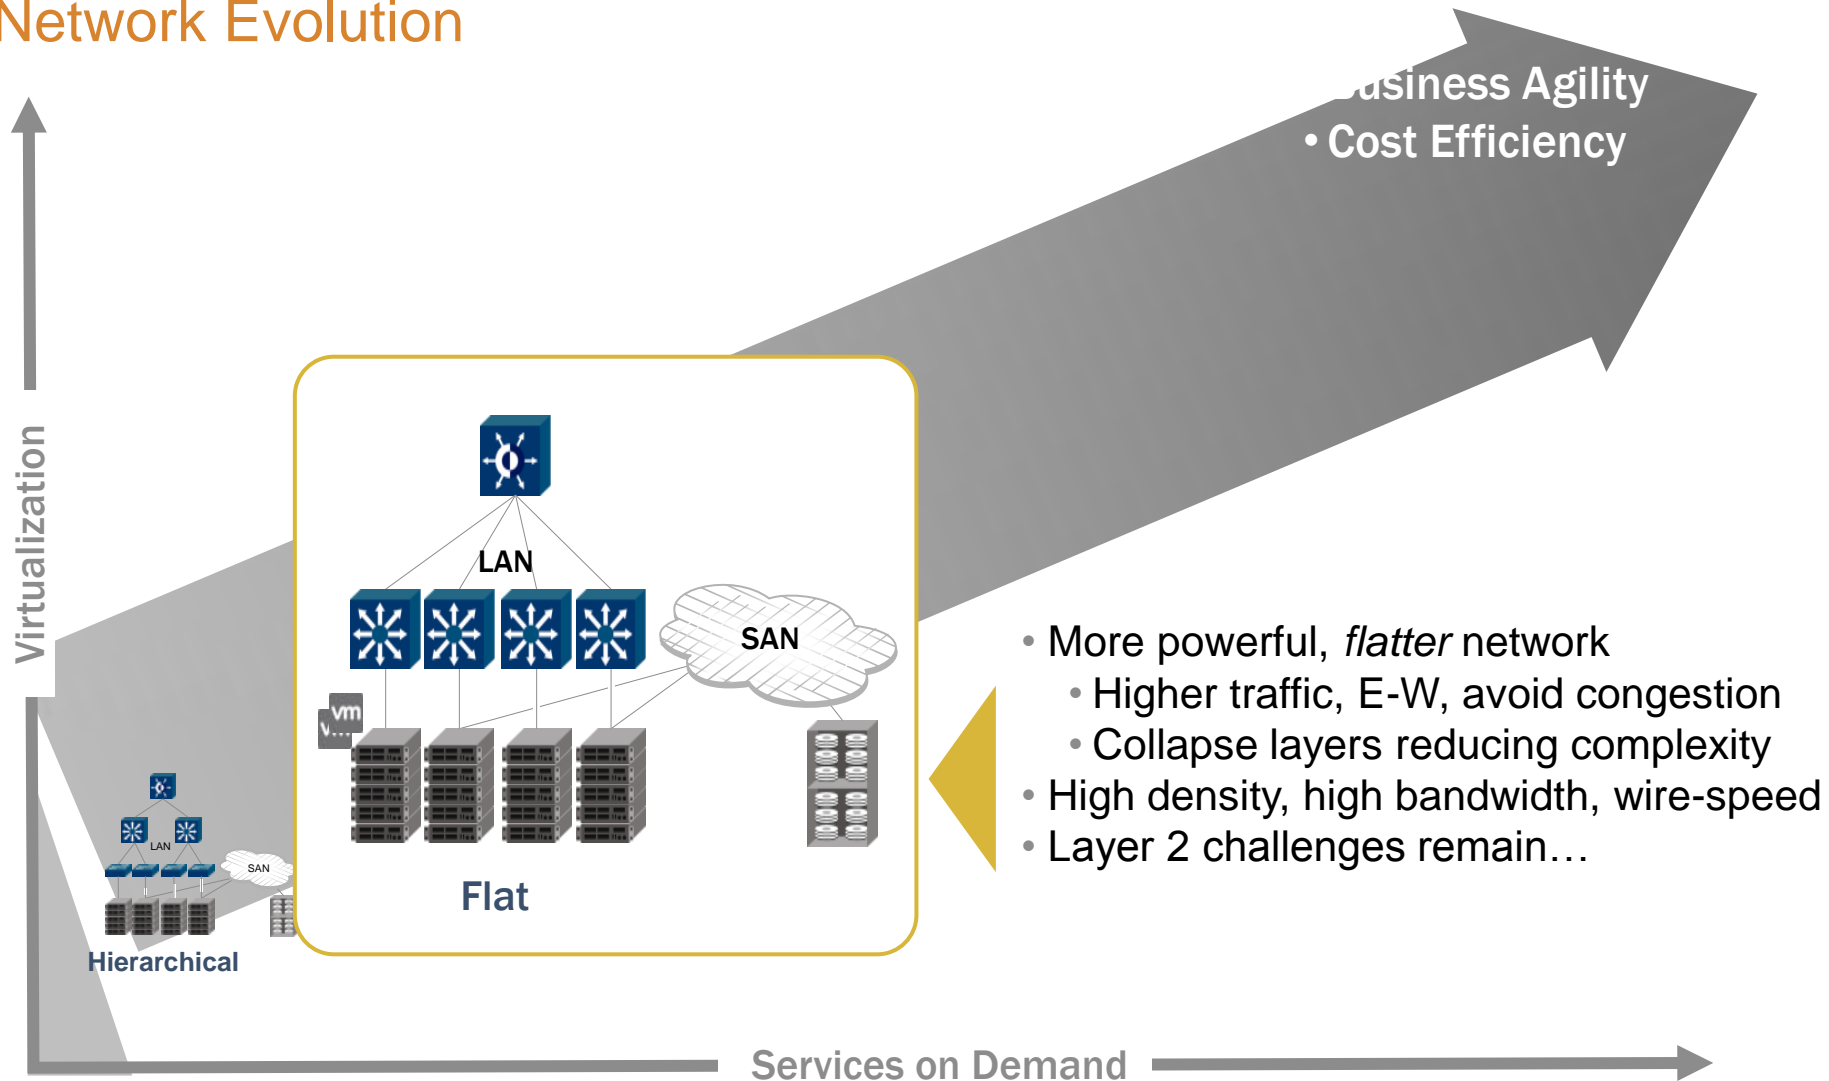 Network Evolution
Business Agility
• Cost Efficiency
Virtualization
LAN
SAN
vm
Flat
LAN
SAN
Hierarchical
• More powerful, flatter network
• Higher traffic, E-W, avoid congestion
• Collapse layers reducing complexity
• High density, high bandwidth, wire-speed
• Layer 2 challenges remain…
Services on Demand